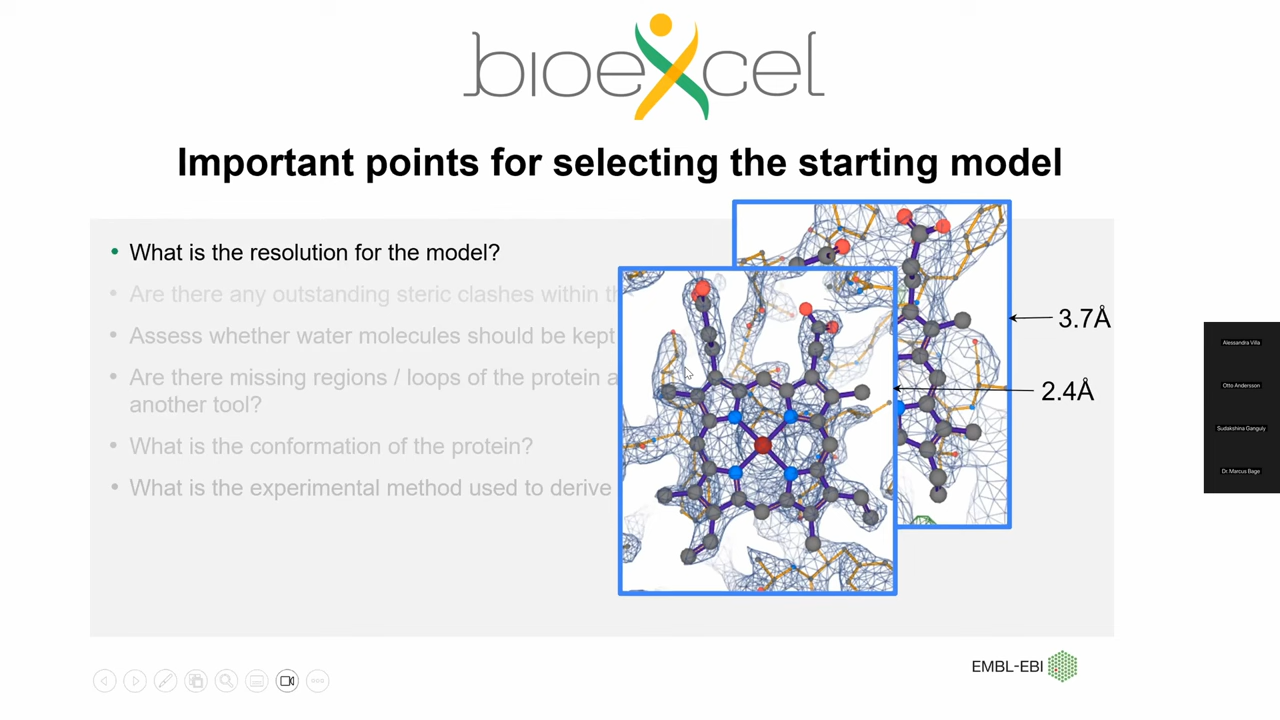 bioexcel
Important points for selecting the starting model
• What is the resolution for the model?
• Are there any outstanding steric clashes within th
• Assess whether water molecules should be kept
• Are there missing regions / loops of the protein a
another tool?
• What is the conformation of the protein?
• What is the experimental method used to derive
3.7Å
2.4Å
Alessandra Villa
Otto Andersson
Sudakshina Ganguly
Dr. Marcus Bage
EMBL-EBI